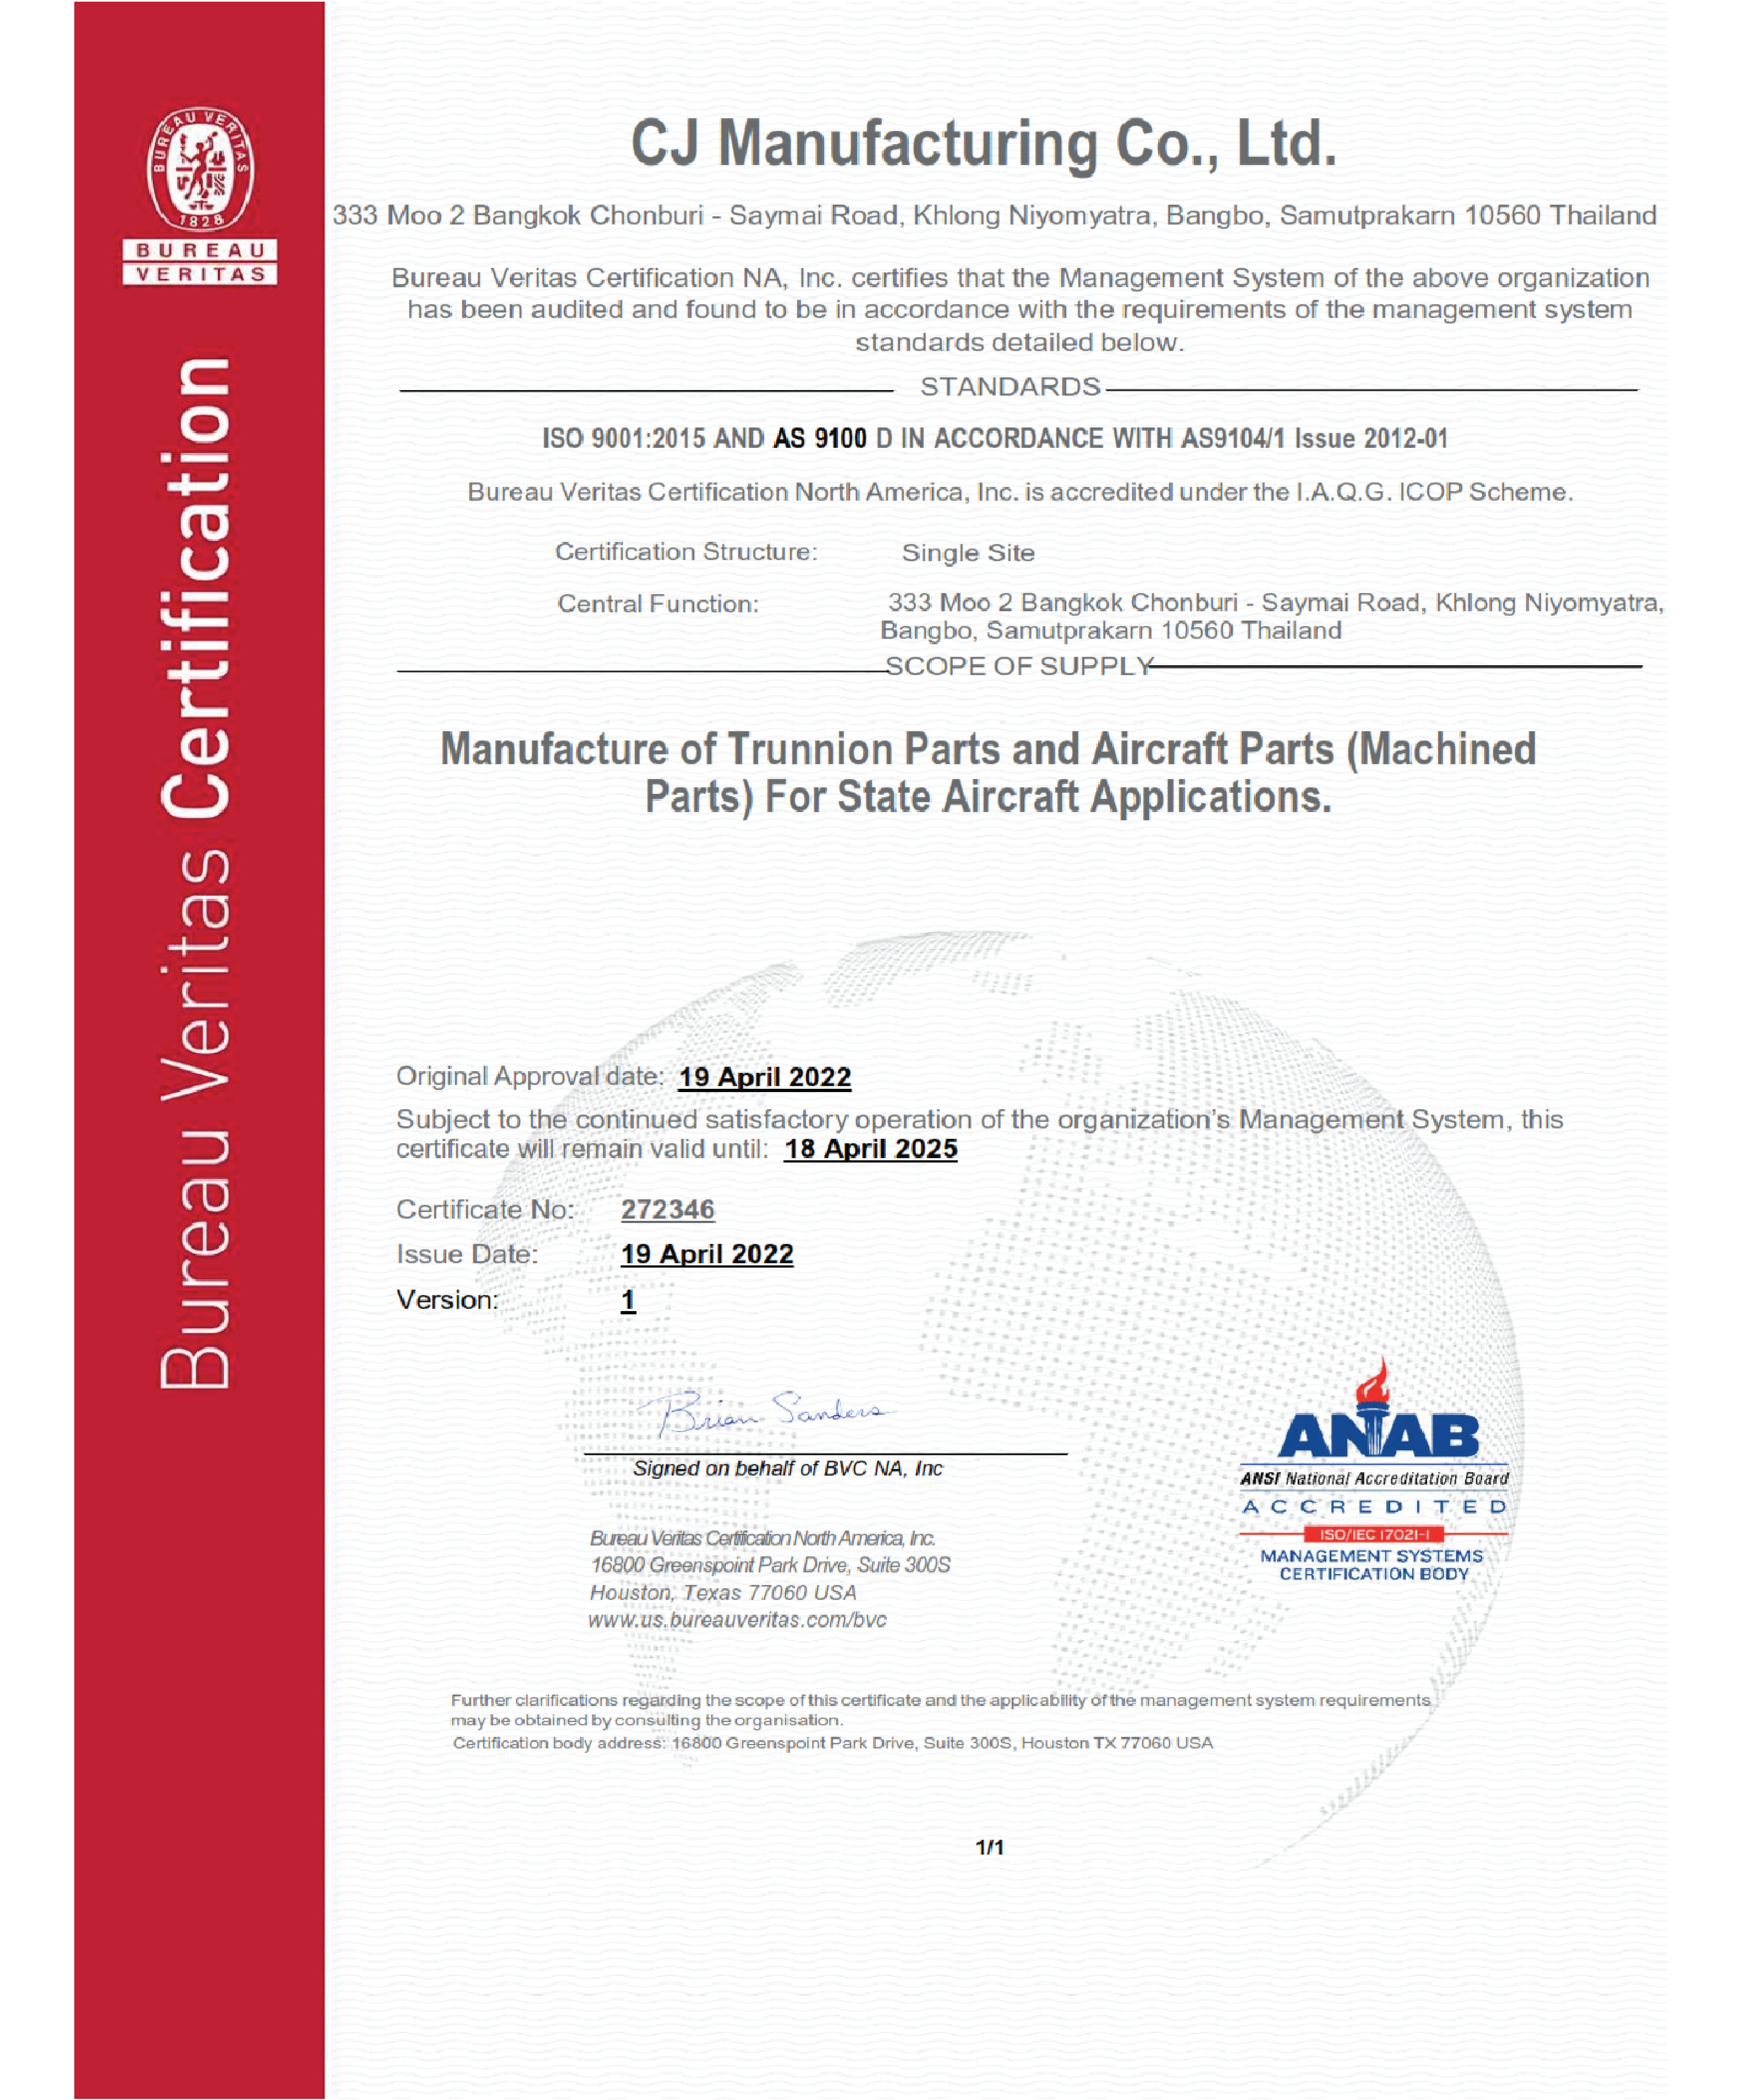 BUREAU VERITAS
1828
BUREAU
VERITAS
Bureau Veritas Certification
CJ Manufacturing Co., Ltd.
333 Moo 2 Bangkok Chonburi - Saymai Road, Khlong Niyomyatra, Bangbo, Samutprakarn 10560 Thailand
Bureau Veritas Certification NA, Inc. certifies that the Management System of the above organization
has been audited and found to be in accordance with the requirements of the management system
standards detailed below.
STANDARDS
ISO 9001:2015 AND AS 9100 D IN ACCORDANCE WITH AS9104/1 Issue 2012-01
Bureau Veritas Certification North America, Inc. is accredited under the I.A.Q.G. ICOP Scheme.
Certification Structure: Single Site
Central Function: 333 Moo 2 Bangkok Chonburi - Saymai Road, Khlong Niyomyatra,
Bangbo, Samutprakarn 10560 Thailand
SCOPE OF SUPPLY
Manufacture of Trunnion Parts and Aircraft Parts (Machined
Parts) For State Aircraft Applications.
Original Approval date: 19 April 2022
Subject to the continued satisfactory operation of the organization's Management System, this
certificate will remain valid until: 18 April 2025
Certificate No: 272346
Issue Date: 19 April 2022
Version: 1
Brian Sanders
Signed on behalf of BVC NA, Inc
Bureau Veritas Certification North America, Inc.
16800 Greenspoint Park Drive, Suite 300S
Houston, Texas 77060 USA
www.us.bureauveritas.com/bvc
ANAB
ANSI National Accreditation Board
ACCREDITED
ISO/IEC 17021-1
MANAGEMENT SYSTEMS
CERTIFICATION BODY
Further clarifications regarding the scope of this certificate and the applicability of the management system requirements
may be obtained by consulting the organisation.
Certification body address: 16800 Greenspoint Park Drive, Suite 300S, Houston TX 77060 USA
1/1